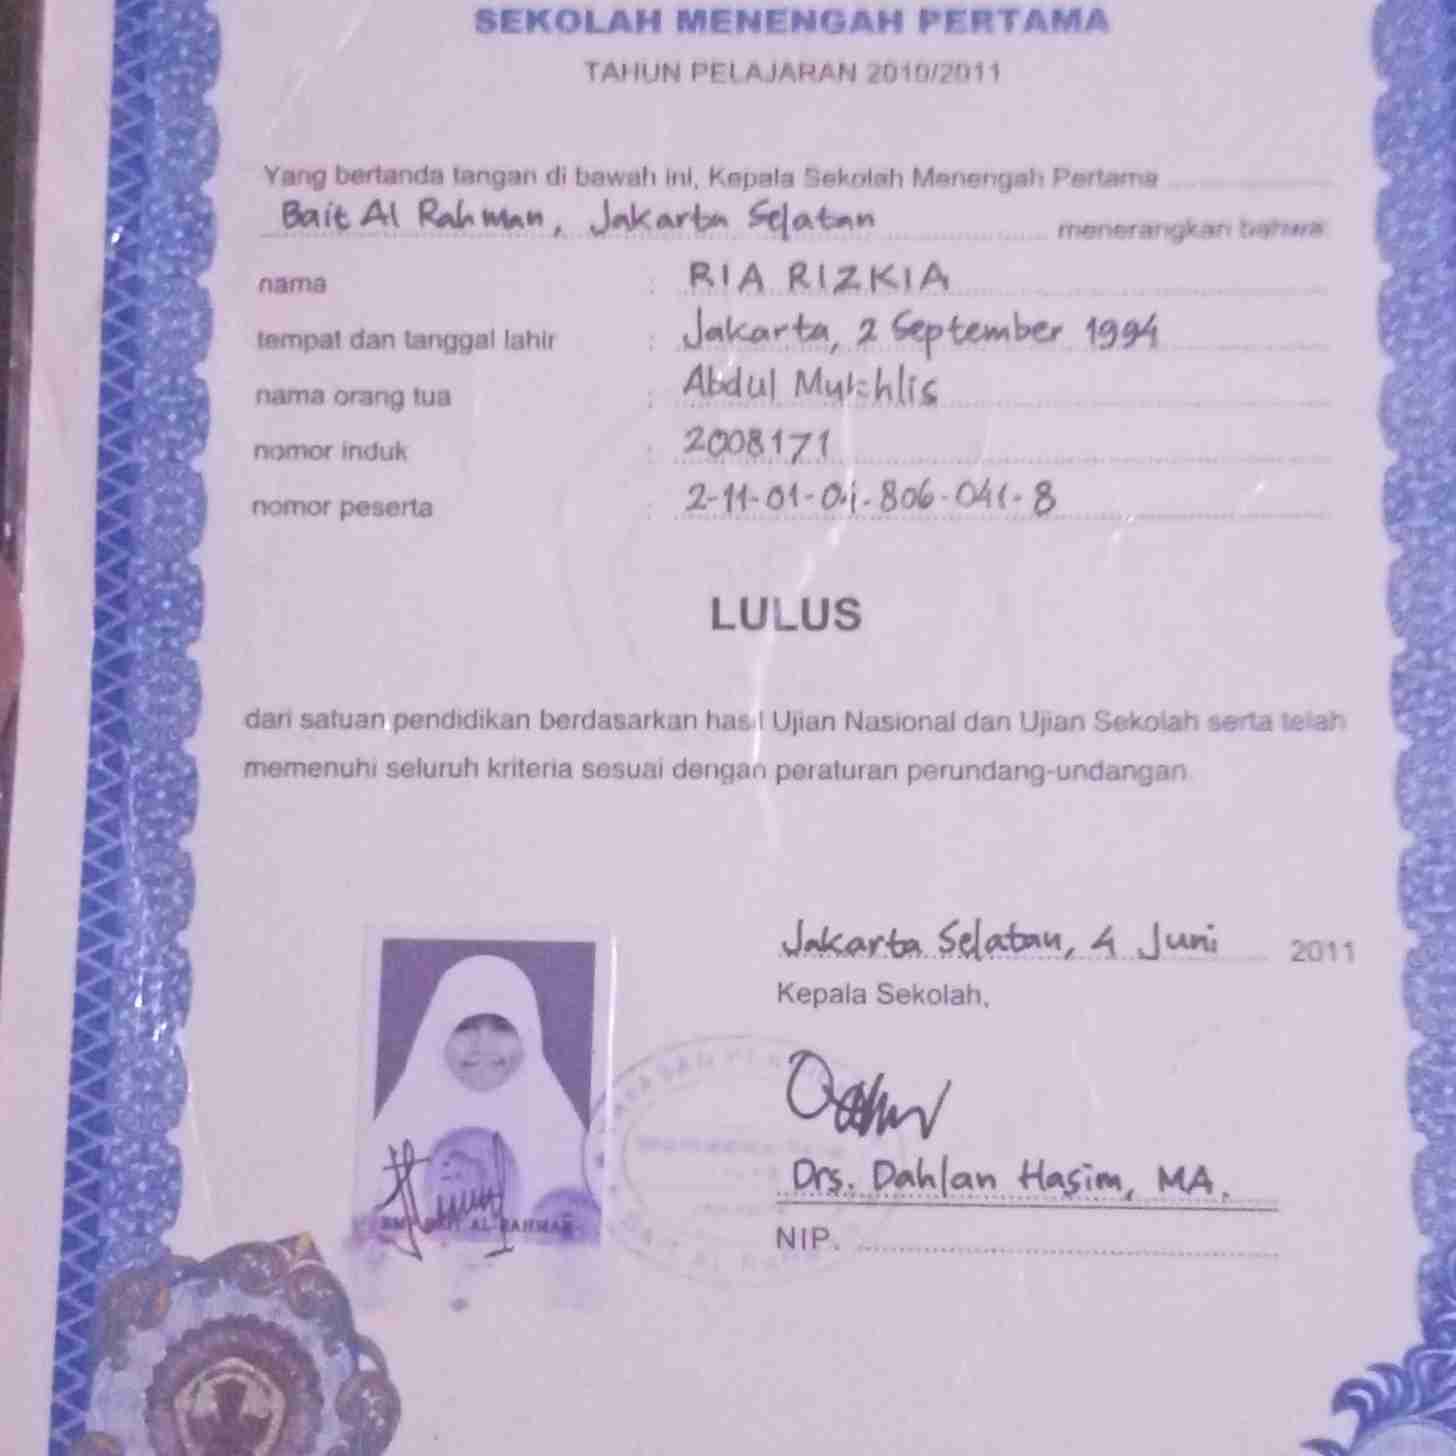 SEKOLAH MENENGAH PERTAMA
TAHUN PELAJARAN 2010/2011
Yang bertanda tangan di bawah ini, Kepala Sekolah Menengah Pertama
Bait Al Rahman, Jakarta Selatan menerangkan bahwa
nama : RIA RIZKIA
tempat dan tanggal lahir : Jakarta, 2 September 1994
nama orang tua : Abdul Mukhlis
nomor induk : 2008171
nomor peserta : 2-11-01-01-806-041-8
LULUS
dari satuan pendidikan berdasarkan hasil Ujian Nasional dan Ujian Sekolah serta telah
memenuhi seluruh kriteria sesuai dengan peraturan perundang-undangan.
Jakarta Selatan, 4 Juni 2011
Kepala Sekolah,
Drs. Dahlan Hasim, MA.
NIP.
AL RAHMAN